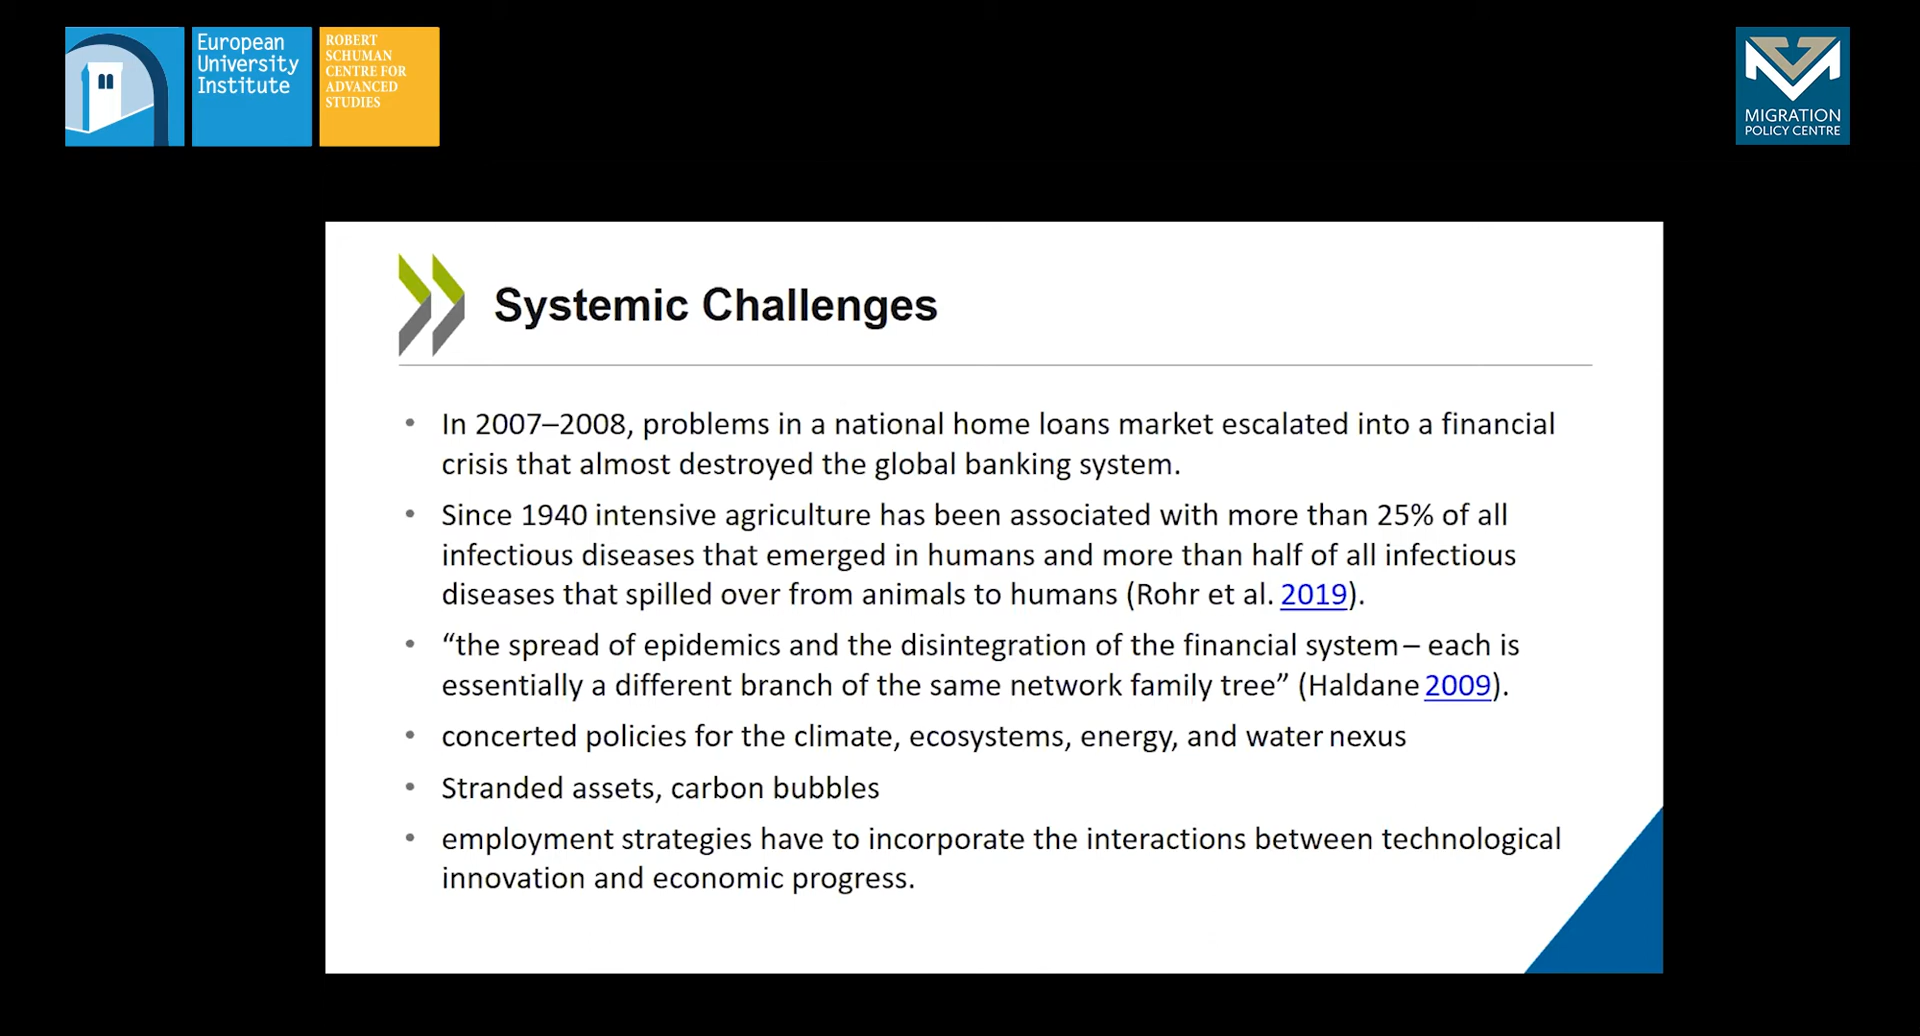 European
University
Institute
ROBERT
SCHUMAN
CENTRE FOR
ADVANCED
STUDIES
MIGRATION
POLICY CENTRE
Systemic Challenges
• In 2007–2008, problems in a national home loans market escalated into a financial
crisis that almost destroyed the global banking system.
• Since 1940 intensive agriculture has been associated with more than 25% of all
infectious diseases that emerged in humans and more than half of all infectious
diseases that spilled over from animals to humans (Rohr et al. 2019).
• “the spread of epidemics and the disintegration of the financial system – each is
essentially a different branch of the same network family tree” (Haldane 2009).
• concerted policies for the climate, ecosystems, energy, and water nexus
• Stranded assets, carbon bubbles
• employment strategies have to incorporate the interactions between technological
innovation and economic progress.